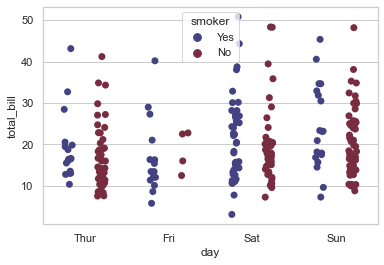 smoker
Yes
No
50
40
30
20
10
total_bill
Thur
Fri
Sat
Sun
day